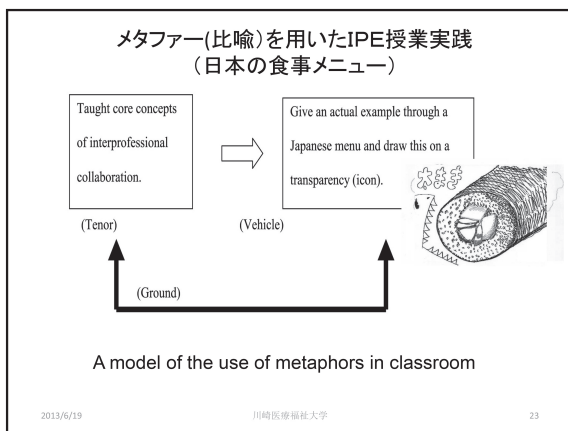 メタファー(比喩)を用いたIPE授業実践
(日本の食事メニュー)
Taught core concepts
of interprofessional
collaboration.
Give an actual example through a
Japanese menu and draw this on a
transparency (icon).
(Tenor)
(Vehicle)
(Ground)
A model of the use of metaphors in classroom
2013/6/19
川崎医療福祉大学
23